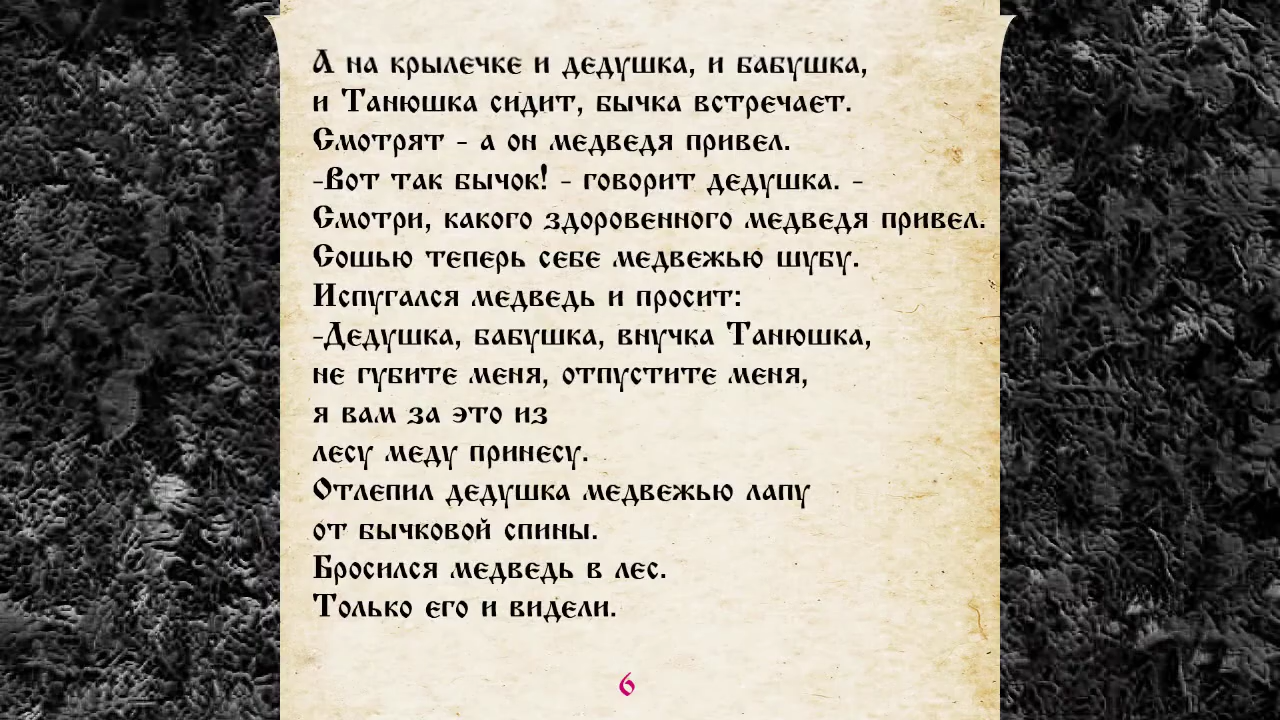 А на крылечке и дедушка, и бабушка,
и Танюшка сидит, бычка встречает.
Смотрят - а он медведя привел.
-Вот так бычок! - говорит дедушка. -
Смотри, какого здоровенного медведя привел.
Сошью теперь себе медвежью шубу.
Испугался медведь и просит:
-Дедушка, бабушка, внучка Танюшка,
не губите меня, отпустите меня,
я вам за это из
лесу меду принесу.
Отлепил дедушка медвежью лапу
от бычковой спины.
Бросился медведь в лес.
Только его и видели.
6